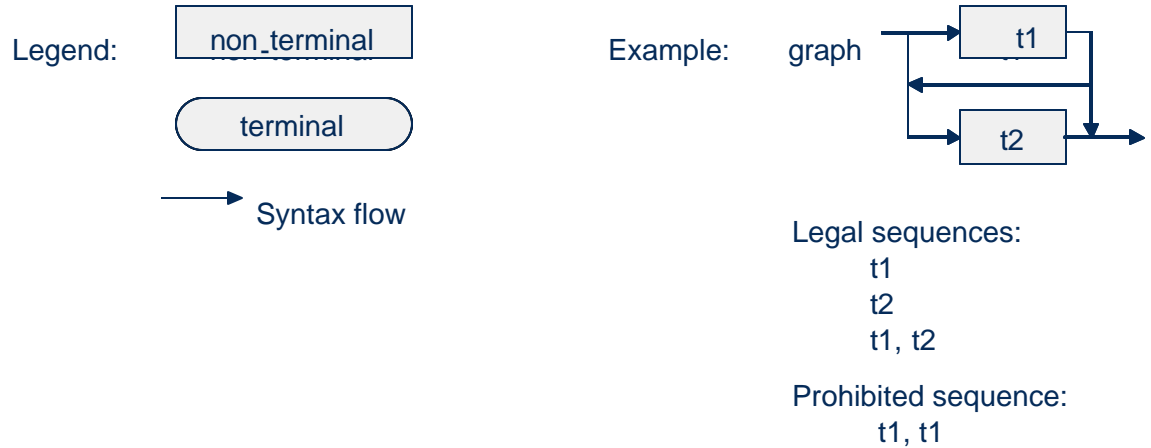 Legend:
non_terminal
terminal
Syntax flow
Example:
graph
t1
t2
Legal sequences:
t1
t2
t1, t2
Prohibited sequence:
t1, t1